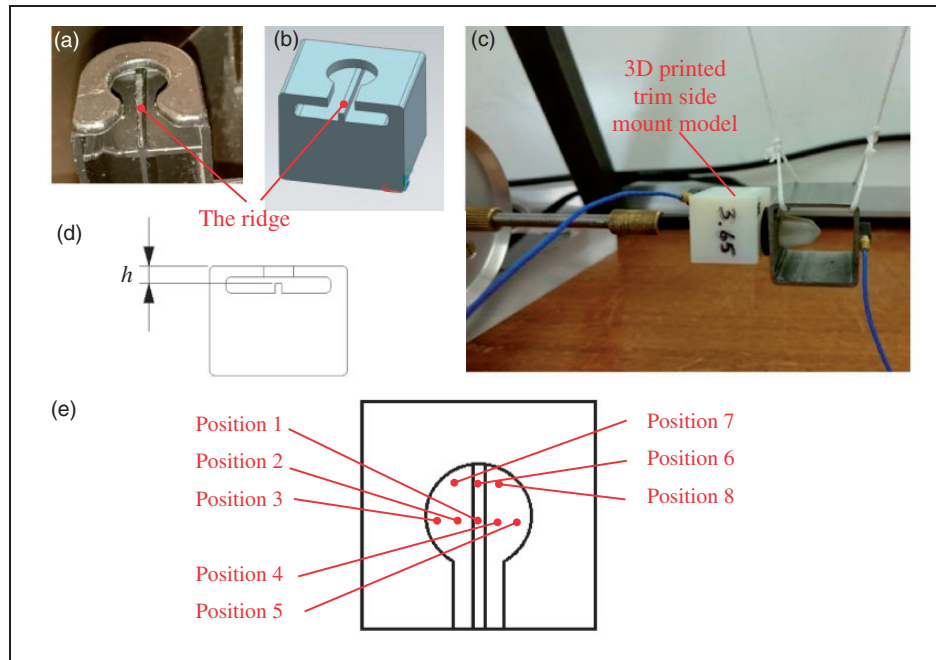 (a)
(b)
(c)
3D printed
trim side
mount model
3.65
The ridge
(d)
h
(e)
Position 1
Position 2
Position 3
Position 4
Position 5
Position 7
Position 6
Position 8